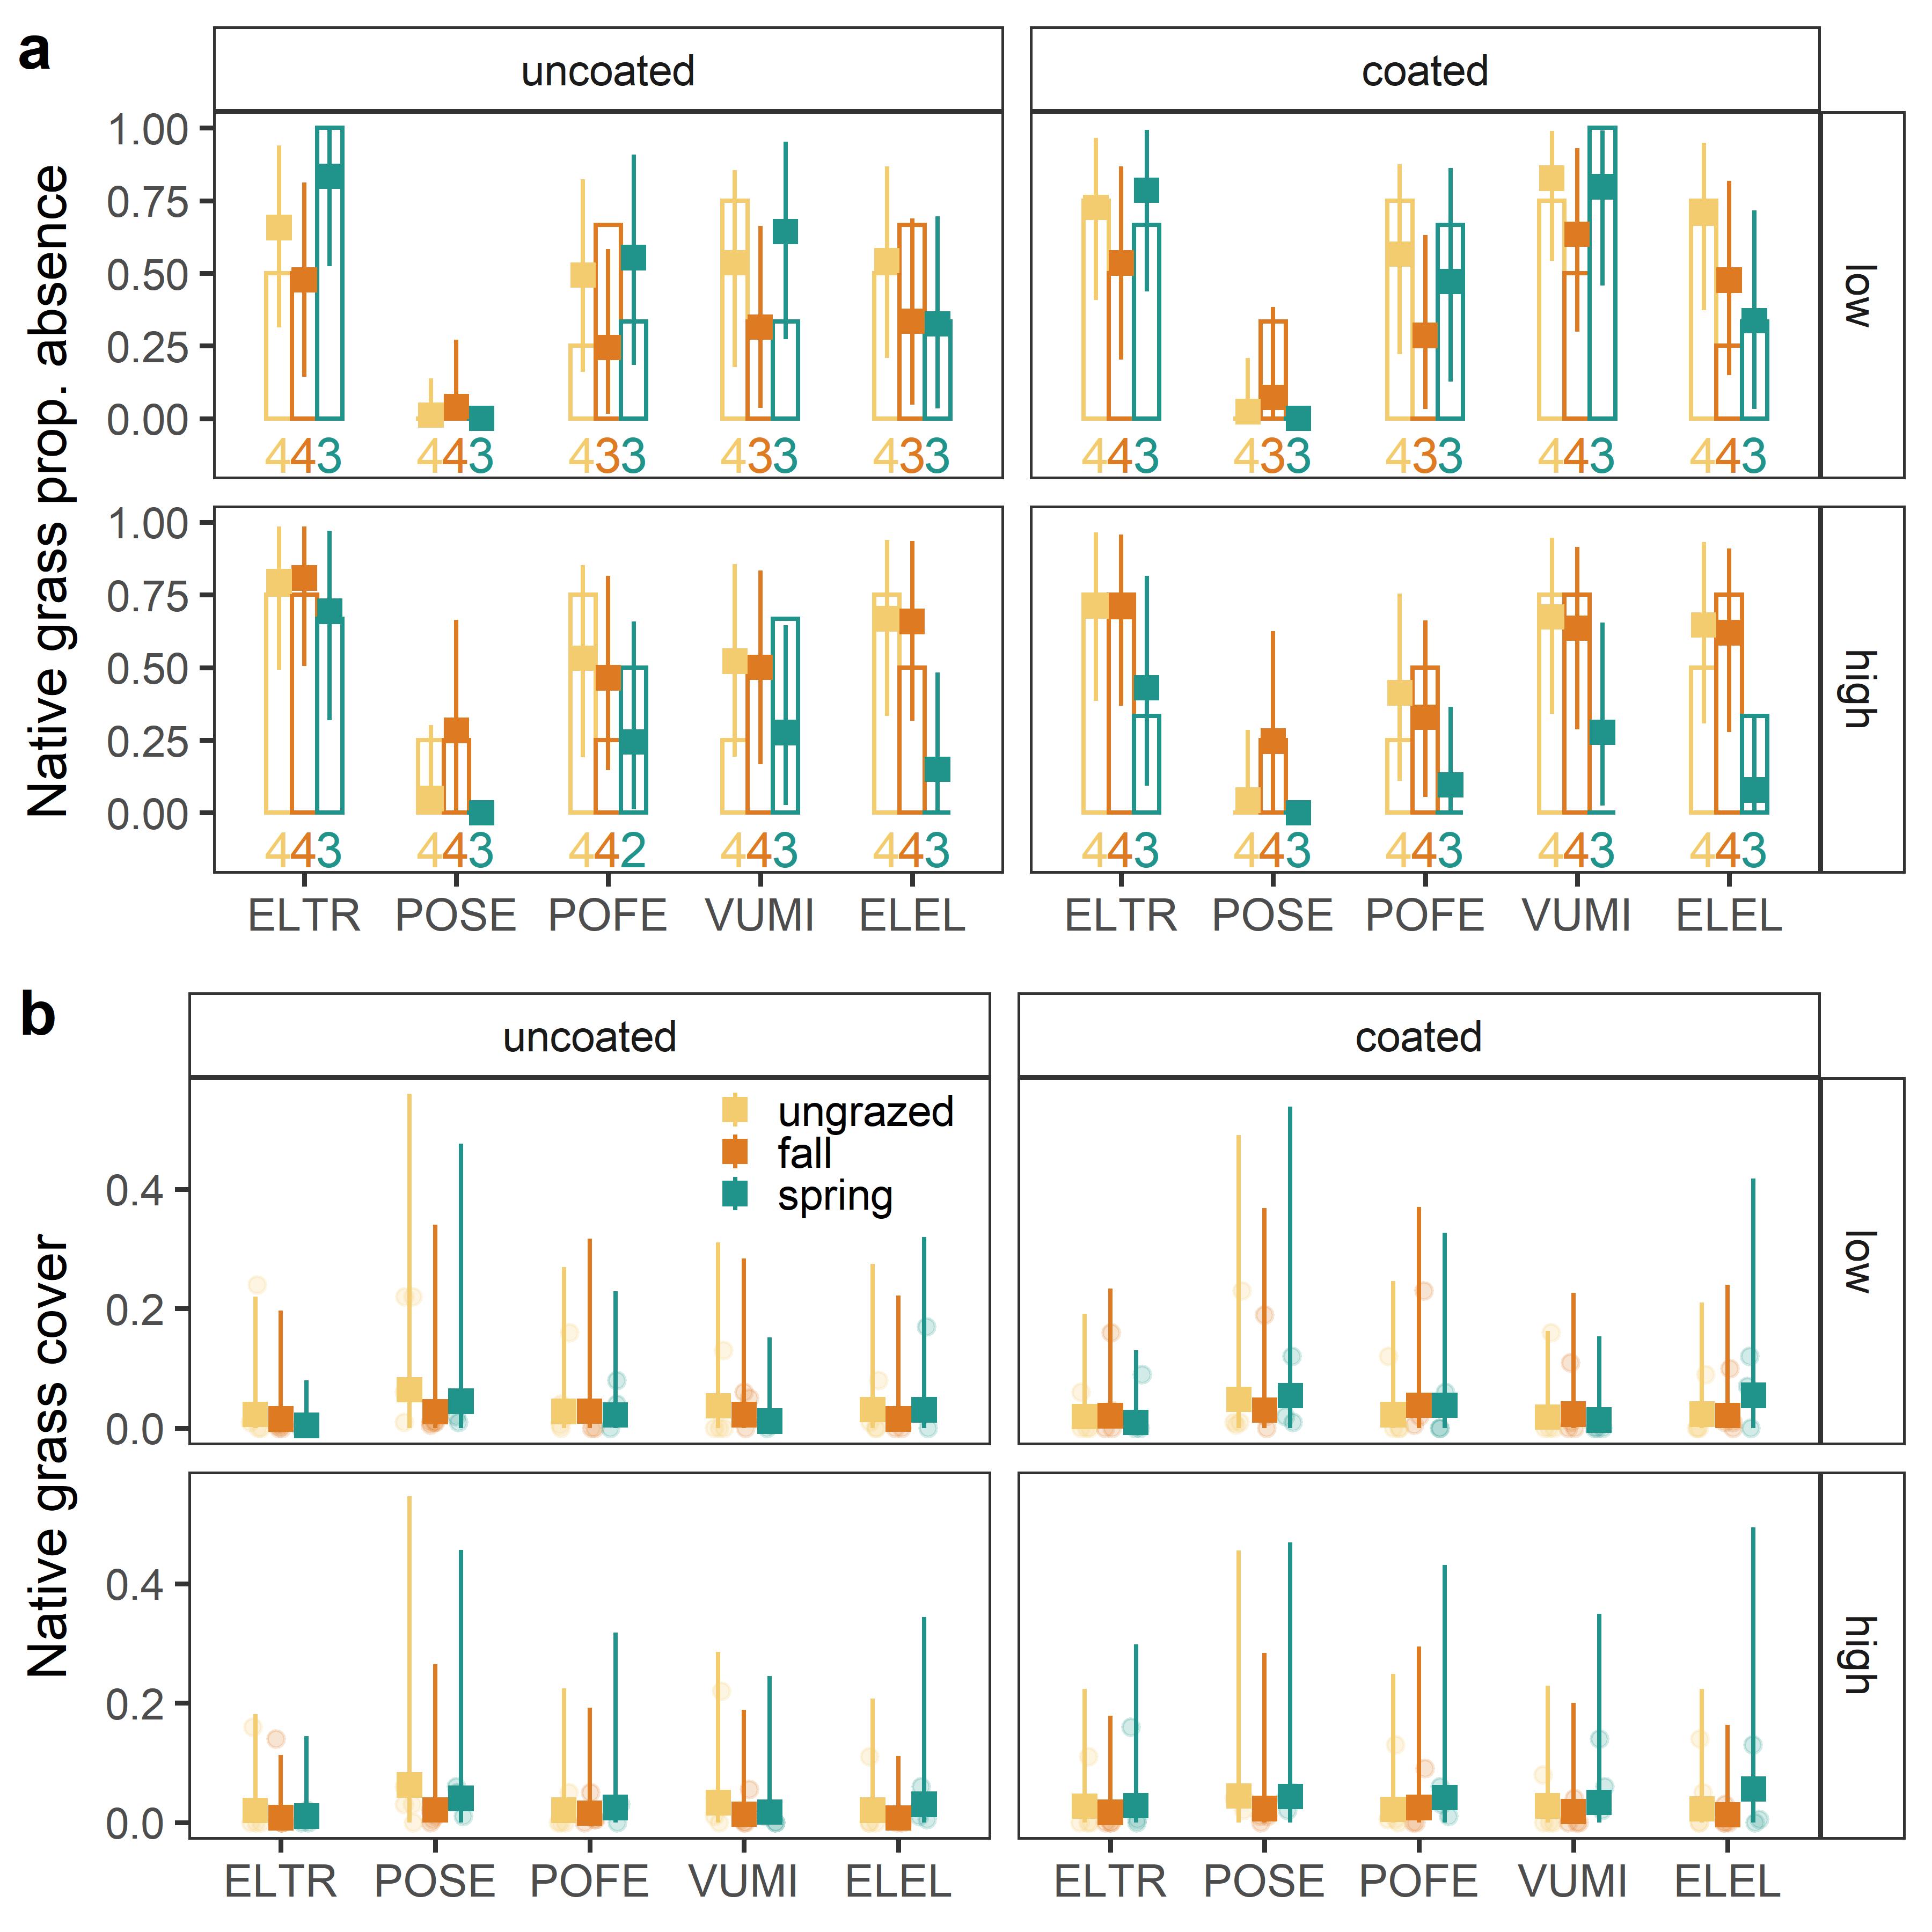 a
uncoated coated
Native grass prop. absence
1.00
0.75
0.50
0.25
0.00
443 443 433 433 433
443 433 433 443 443
low
1.00
0.75
0.50
0.25
0.00
443 443 442 443 443
443 443 443 443 443
high
ELTR POSE POFE VUMI ELEL
ELTR POSE POFE VUMI ELEL
b
uncoated coated
Native grass cover
ungrazed
fall
spring
0.4
0.2
0.0
low
0.4
0.2
0.0
high
ELTR POSE POFE VUMI ELEL
ELTR POSE POFE VUMI ELEL